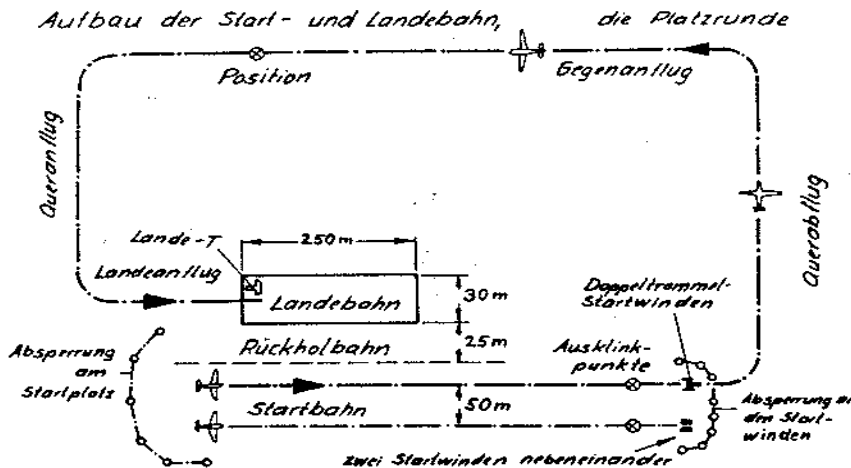 Aufbau der Start- und Landebahn, die Platzrunde
Position
Gegenanflug
Queranflug
Querabflug
Lande-T
250 m
Landeanflug
Landebahn
30 m
Doppeltrommel-
Startwinden
25 m
Rückholbahn
Ausklink-
punkte
Absperrung
am
Startplatz
Startbahn
50 m
Absperrung an
den Start-
winden
zwei Startwinden nebeneinander